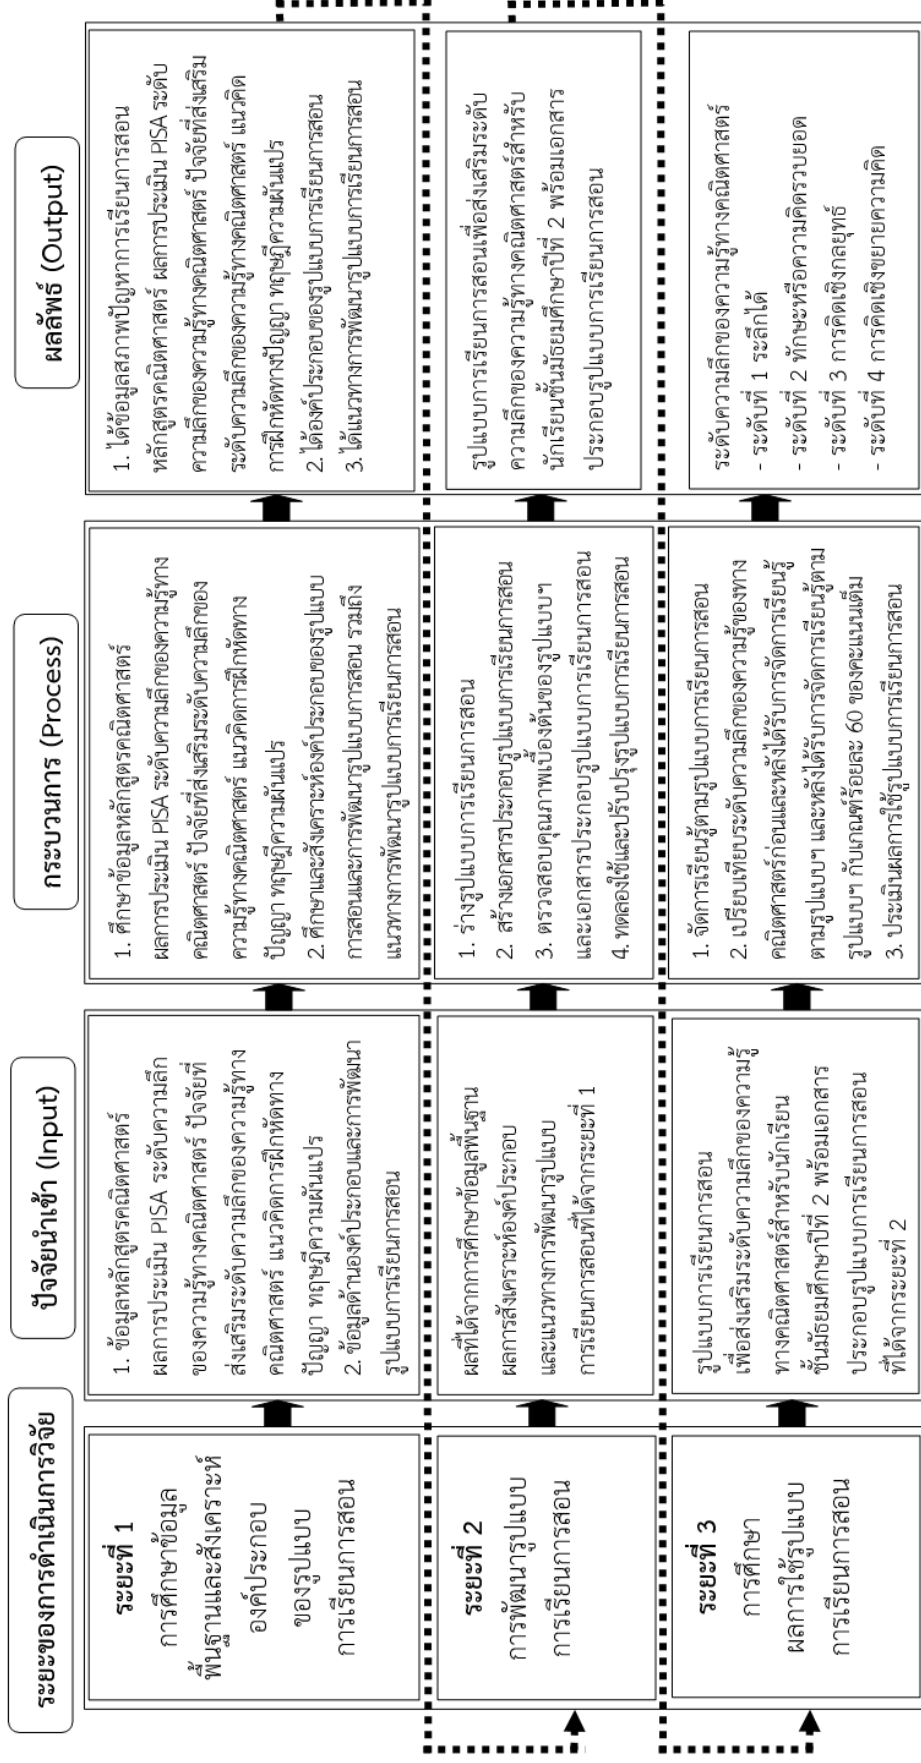 ระยะของการดำเนินการวิจัย
ปัจจัยนำเข้า (Input)
กระบวนการ (Process)
ผลลัพธ์ (Output)
ระยะที่ 1
การศึกษาข้อมูล
พื้นฐานและสังเคราะห์
องค์ประกอบ
ของรูปแบบ
การเรียนการสอน
1. ข้อมูลหลักสูตรคณิตศาสตร์
ผลการประเมิน PISA ระดับความลึก
ของความรู้ทางคณิตศาสตร์ ปัจจัยที่
ส่งเสริมระดับความลึกของความรู้ทาง
คณิตศาสตร์ แนวคิดการฝึกหัดทาง
ปัญญา ทฤษฎีความผันแปร
2. ข้อมูลด้านองค์ประกอบและการพัฒนา
รูปแบบการเรียนการสอน
1. ศึกษาข้อมูลหลักสูตรคณิตศาสตร์
ผลการประเมิน PISA ระดับความลึกของความรู้ทาง
คณิตศาสตร์ ปัจจัยที่ส่งเสริมระดับความลึกของ
ความรู้ทางคณิตศาสตร์ แนวคิดการฝึกหัดทาง
ปัญญา ทฤษฎีความผันแปร
2. ศึกษาและสังเคราะห์องค์ประกอบของรูปแบบ
การสอนและการพัฒนารูปแบบการสอน รวมถึง
แนวทางการพัฒนารูปแบบการเรียนการสอน
1. ได้ข้อมูลสภาพปัญหาการเรียนการสอน
หลักสูตรคณิตศาสตร์ ผลการประเมิน PISA ระดับ
ความลึกของความรู้ทางคณิตศาสตร์ ปัจจัยที่ส่งเสริม
ระดับความลึกของความรู้ทางคณิตศาสตร์ แนวคิด
การฝึกหัดทางปัญญา ทฤษฎีความผันแปร
2. ได้องค์ประกอบของรูปแบบการเรียนการสอน
3. ได้แนวทางการพัฒนารูปแบบการเรียนการสอน
ระยะที่ 2
การพัฒนารูปแบบ
การเรียนการสอน
ผลที่ได้จากการศึกษาข้อมูลพื้นฐาน
ผลการสังเคราะห์องค์ประกอบ
และแนวทางการพัฒนารูปแบบ
การเรียนการสอนที่ได้จากระยะที่ 1
1. ร่างรูปแบบการเรียนการสอน
2. สร้างเอกสารประกอบรูปแบบการเรียนการสอน
3. ตรวจสอบคุณภาพเบื้องต้นของรูปแบบฯ
และเอกสารประกอบรูปแบบการเรียนการสอน
4. ทดลองใช้และปรับปรุงรูปแบบการเรียนการสอน
รูปแบบการเรียนการสอนเพื่อส่งเสริมระดับ
ความลึกของความรู้ทางคณิตศาสตร์สำหรับ
นักเรียนชั้นมัธยมศึกษาปีที่ 2 พร้อมเอกสาร
ประกอบรูปแบบการเรียนการสอน
ระยะที่ 3
การศึกษา
ผลการใช้รูปแบบ
การเรียนการสอน
รูปแบบการเรียนการสอน
เพื่อส่งเสริมระดับความลึกของความรู้
ทางคณิตศาสตร์สำหรับนักเรียน
ชั้นมัธยมศึกษาปีที่ 2 พร้อมเอกสาร
ประกอบรูปแบบการเรียนการสอน
ที่ได้จากระยะที่ 2
1. จัดการเรียนรู้ตามรูปแบบการเรียนการสอน
2. เปรียบเทียบระดับความลึกของความรู้ของทาง
คณิตศาสตร์ก่อนและหลังได้รับการจัดการเรียนรู้
ตามรูปแบบฯ และหลังได้รับการจัดการเรียนรู้ตาม
รูปแบบฯ กับเกณฑ์ร้อยละ 60 ของคะแนนเต็ม
3. ประเมินผลการใช้รูปแบบการเรียนการสอน
ระดับความลึกของความรู้ทางคณิตศาสตร์
- ระดับที่ 1 ระลึกได้
- ระดับที่ 2 ทักษะหรือความคิดรวบยอด
- ระดับที่ 3 การคิดเชิงกลยุทธ์
- ระดับที่ 4 การคิดเชิงขยายความคิด